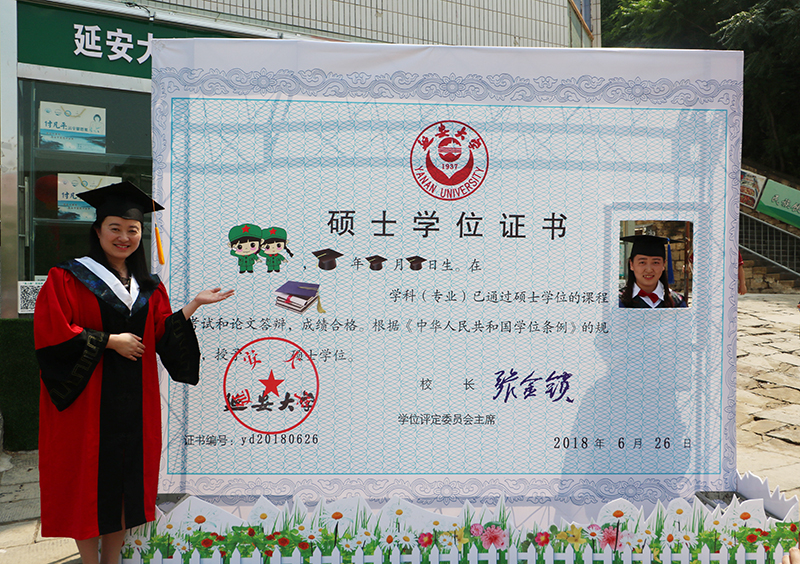 延安大
延安大学
1937
YANAN UNIVERSITY
硕士学位证书
, 年 月 日生。在
学科(专业)已通过硕士学位的课程
考试和论文答辩,成绩合格。根据《中华人民共和国学位条例》的规
,授予 硕士学位。
校 长 张金锁
延安大学
学位评定委员会主席
证书编号:yd20180626
2018 年 6 月 26 日